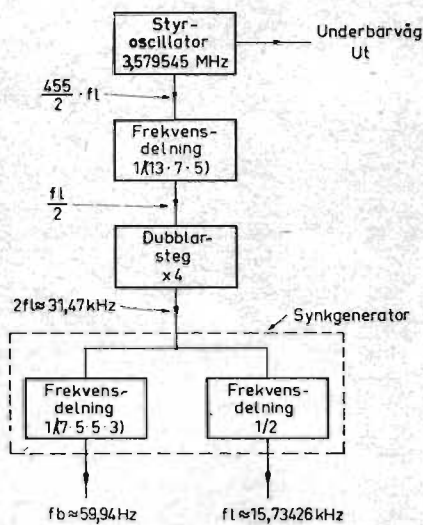 Styr-
oscillator
3,579545 MHz
Underbärvåg
Ut
455/2 · fl
Frekvens-
delning
1/(13·7·5)
fl/2
Dubblar-
steg
x4
2fl≈31,47kHz
Synkgenerator
Frekvens-
delning
1/(7·5·5·3)
Frekvens-
delning
1/2
fb≈59,94Hz
fl≈15,73426kHz